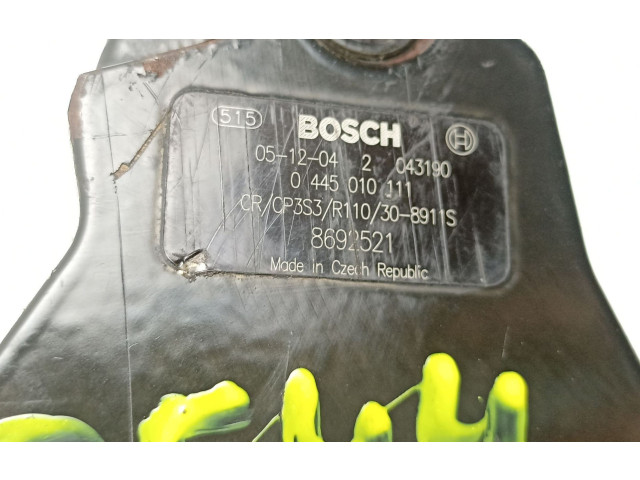 515 BOSCH
05-12-04 2 043190
0 445 010 111
CR/CP3S3/R110/30-8911S
8692521
Made in Czech Republic